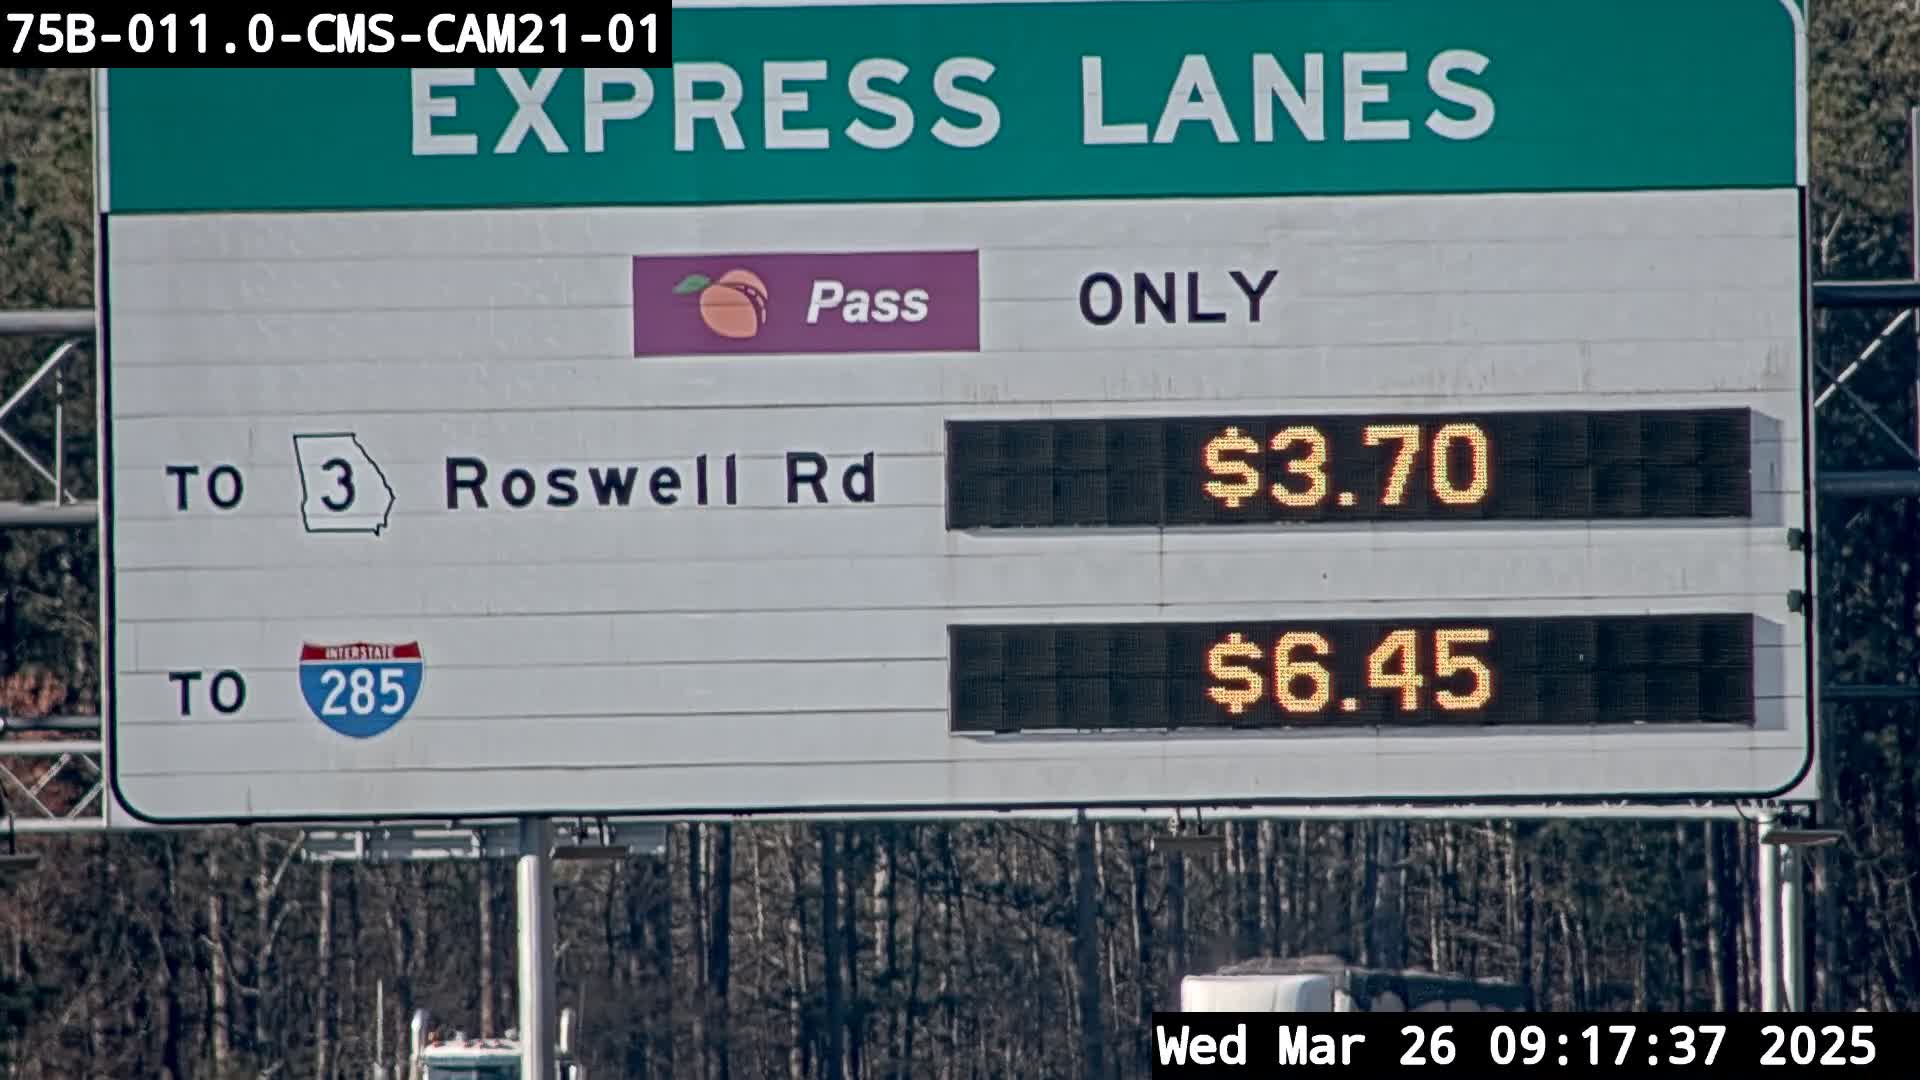 75B-011.0-CMS-CAM21-01
EXPRESS LANES
Pass ONLY
TO 3 Roswell Rd $3.70
TO INTERSTATE 285 $6.45
Wed Mar 26 09:17:37 2025